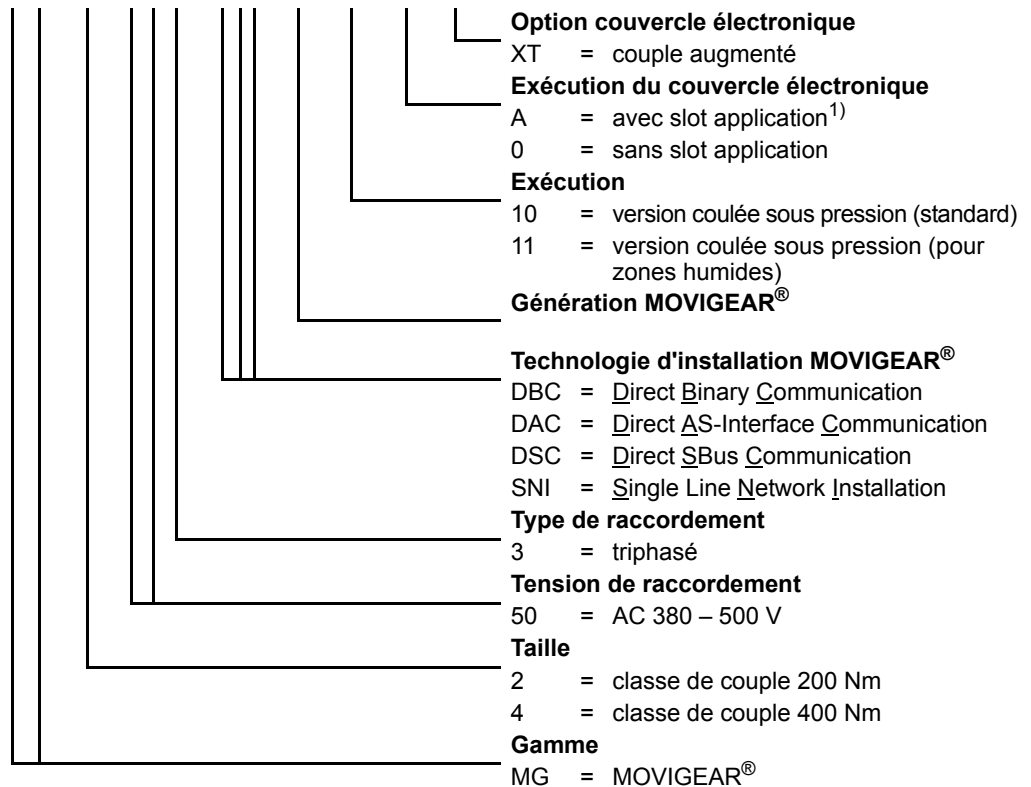 Option couvercle électronique
XT = couple augmenté
Exécution du couvercle électronique
A = avec slot application1)
0 = sans slot application
Exécution
10 = version coulée sous pression (standard)
11 = version coulée sous pression (pour
zones humides)
Génération MOVIGEAR®
Technologie d'installation MOVIGEAR®
DBC = Direct Binary Communication
DAC = Direct AS-Interface Communication
DSC = Direct SBus Communication
SNI = Single Line Network Installation
Type de raccordement
3 = triphasé
Tension de raccordement
50 = AC 380 – 500 V
Taille
2 = classe de couple 200 Nm
4 = classe de couple 400 Nm
Gamme
MG = MOVIGEAR®